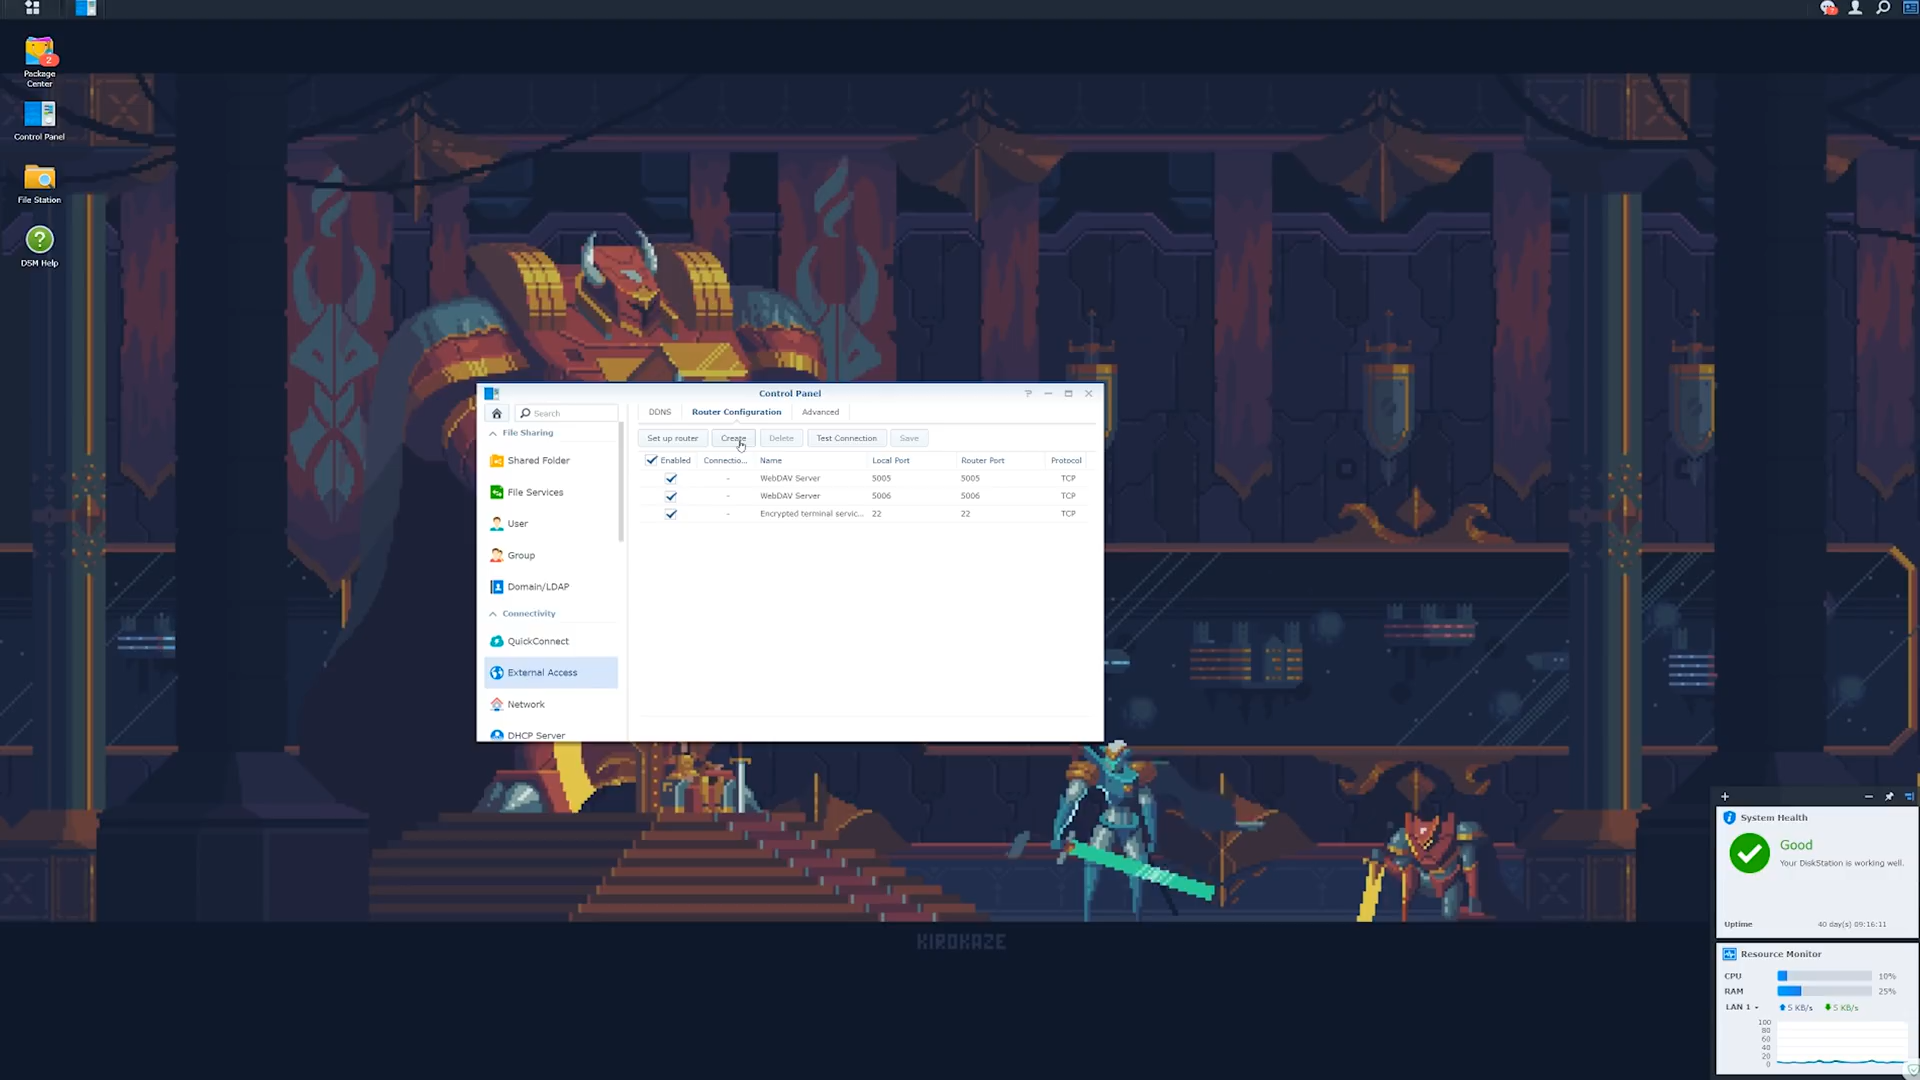 2
Package
Center
Control Panel
File Station
DSM Help
Control Panel
Search
DDNS
Router Configuration
Advanced
File Sharing
Shared Folder
File Services
User
Group
Domain/LDAP
Connectivity
QuickConnect
External Access
Network
DHCP Server
Set up router
Create
Delete
Test Connection
Save
Enabled Connectio... Name Local Port Router Port Protocol
- WebDAV Server 5005 5005 TCP
- WebDAV Server 5006 5006 TCP
- Encrypted terminal servic... 22 22 TCP
KIROKAZE
System Health
Good
Your DiskStation is working well.
Uptime 40 day(s) 09:16:11
Resource Monitor
CPU 10%
RAM 25%
LAN 1 5 KB/s 5 KB/s
100
80
60
40
20
0